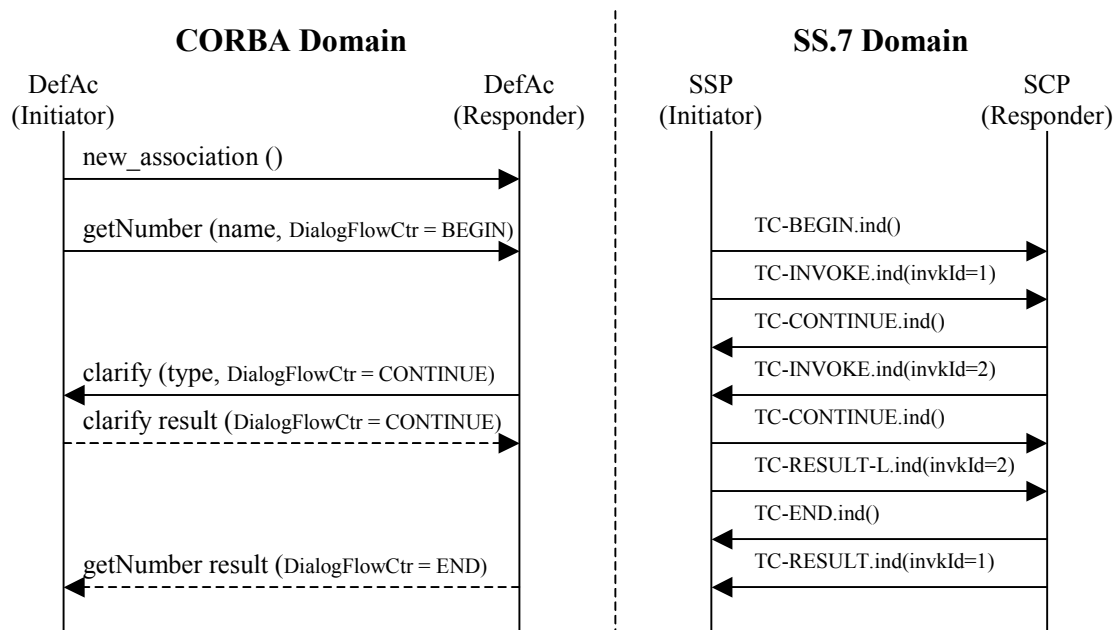 CORBA Domain
DefAc
(Initiator)
DefAc
(Responder)
new_association ()
getNumber (name, DialogFlowCtr = BEGIN)
clarify (type, DialogFlowCtr = CONTINUE)
clarify result (DialogFlowCtr = CONTINUE)
getNumber result (DialogFlowCtr = END)
SS.7 Domain
SSP
(Initiator)
SCP
(Responder)
TC-BEGIN.ind()
TC-INVOKE.ind(invkId=1)
TC-CONTINUE.ind()
TC-INVOKE.ind(invkId=2)
TC-CONTINUE.ind()
TC-RESULT-L.ind(invkId=2)
TC-END.ind()
TC-RESULT.ind(invkId=1)